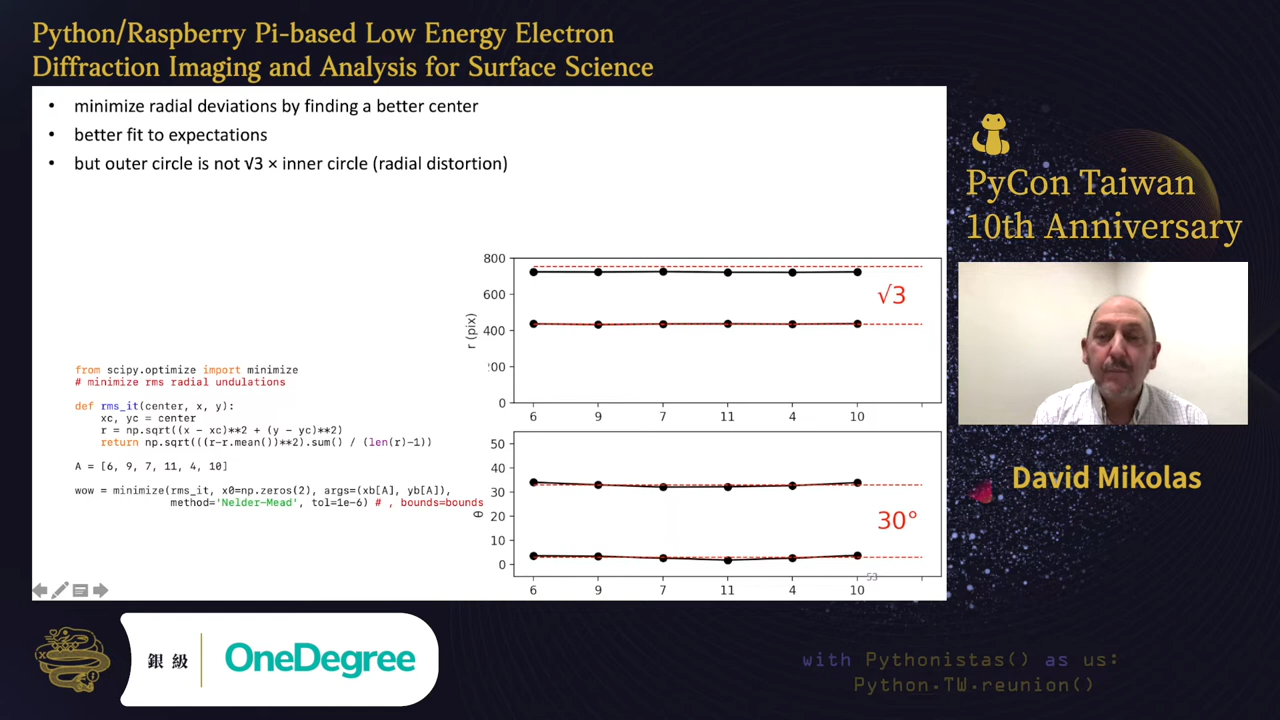 Python/Raspberry Pi-based Low Energy Electron
Diffraction Imaging and Analysis for Surface Science
• minimize radial deviations by finding a better center
• better fit to expectations
• but outer circle is not √3 × inner circle (radial distortion)
from scipy.optimize import minimize
# minimize rms radial undulations
def rms_it(center, x, y):
xc, yc = center
r = np.sqrt((x - xc)**2 + (y - yc)**2)
return np.sqrt(((r-r.mean())**2).sum() / (len(r)-1))
A = [6, 9, 7, 11, 4, 10]
wow = minimize(rms_it, x0=np.zeros(2), args=(xb[A], yb[A]),
method='Nelder-Mead', tol=1e-6) # , bounds=bounds
800
600
400
200
0
r (pix)
√3
6 9 7 11 4 10
50
40
30
20
10
0
θ
30°
6 9 7 11 4 10
53
PyCon Taiwan
10th Anniversary
David Mikolas
銀級
OneDegree
with Pythonistas() as us:
Python.TW.reunion()